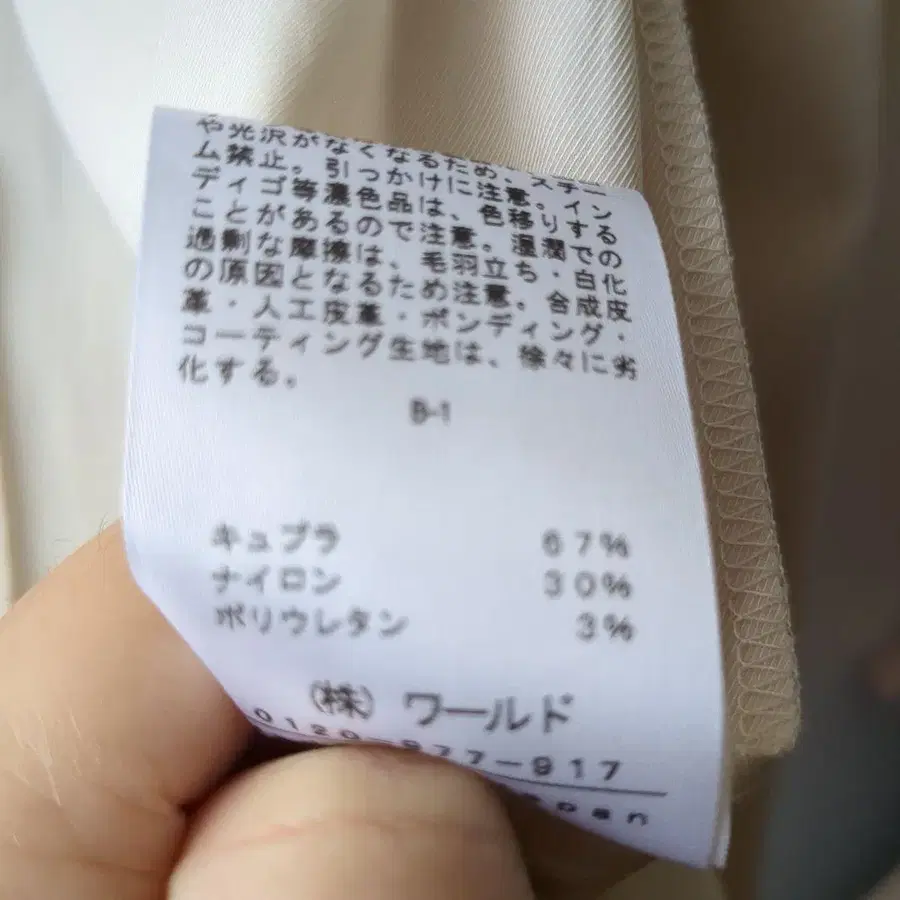 や光沢がなくなるため、スチー
ム禁止。引っかけに注意。イン
ディゴ等濃色品は、色移りする
ことがあるので注意。湿潤での
過剰な摩擦は、毛羽立ち・白化
の原因となるため注意。合成皮
革・人工皮革・ボンディング・
コーティング生地は、徐々に劣
化する。
B-1
キュプラ 67%
ナイロン 30%
ポリウレタン 3%
(株) ワールド
0120-977-917